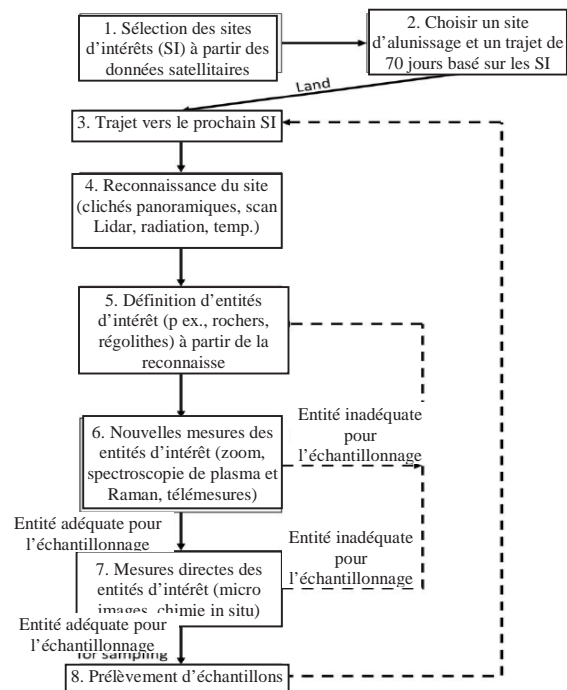 1. Sélection des sites
d'intérêts (SI) à partir des
données satellitaires
2. Choisir un site
d'alunissage et un trajet de
70 jours basé sur les SI
Land
3. Trajet vers le prochain SI
4. Reconnaissance du site
(clichés panoramiques, scan
Lidar, radiation, temp.)
5. Définition d'entités
d'intérêt (p ex., rochers,
régolithes) à partir de la
reconnaisse
Entité inadéquate
pour
l'échantillonnage
6. Nouvelles mesures des
entités d'intérêt (zoom,
spectroscopie de plasma et
Raman, télémesures)
Entité adéquate pour
l'échantillonnage
Entité inadéquate
pour
l'échantillonnage
7. Mesures directes des
entités d'intérêt (micro
images, chimie in situ)
Entité adéquate pour
l'échantillonnage
for sampling
8. Prélèvement d'échantillons